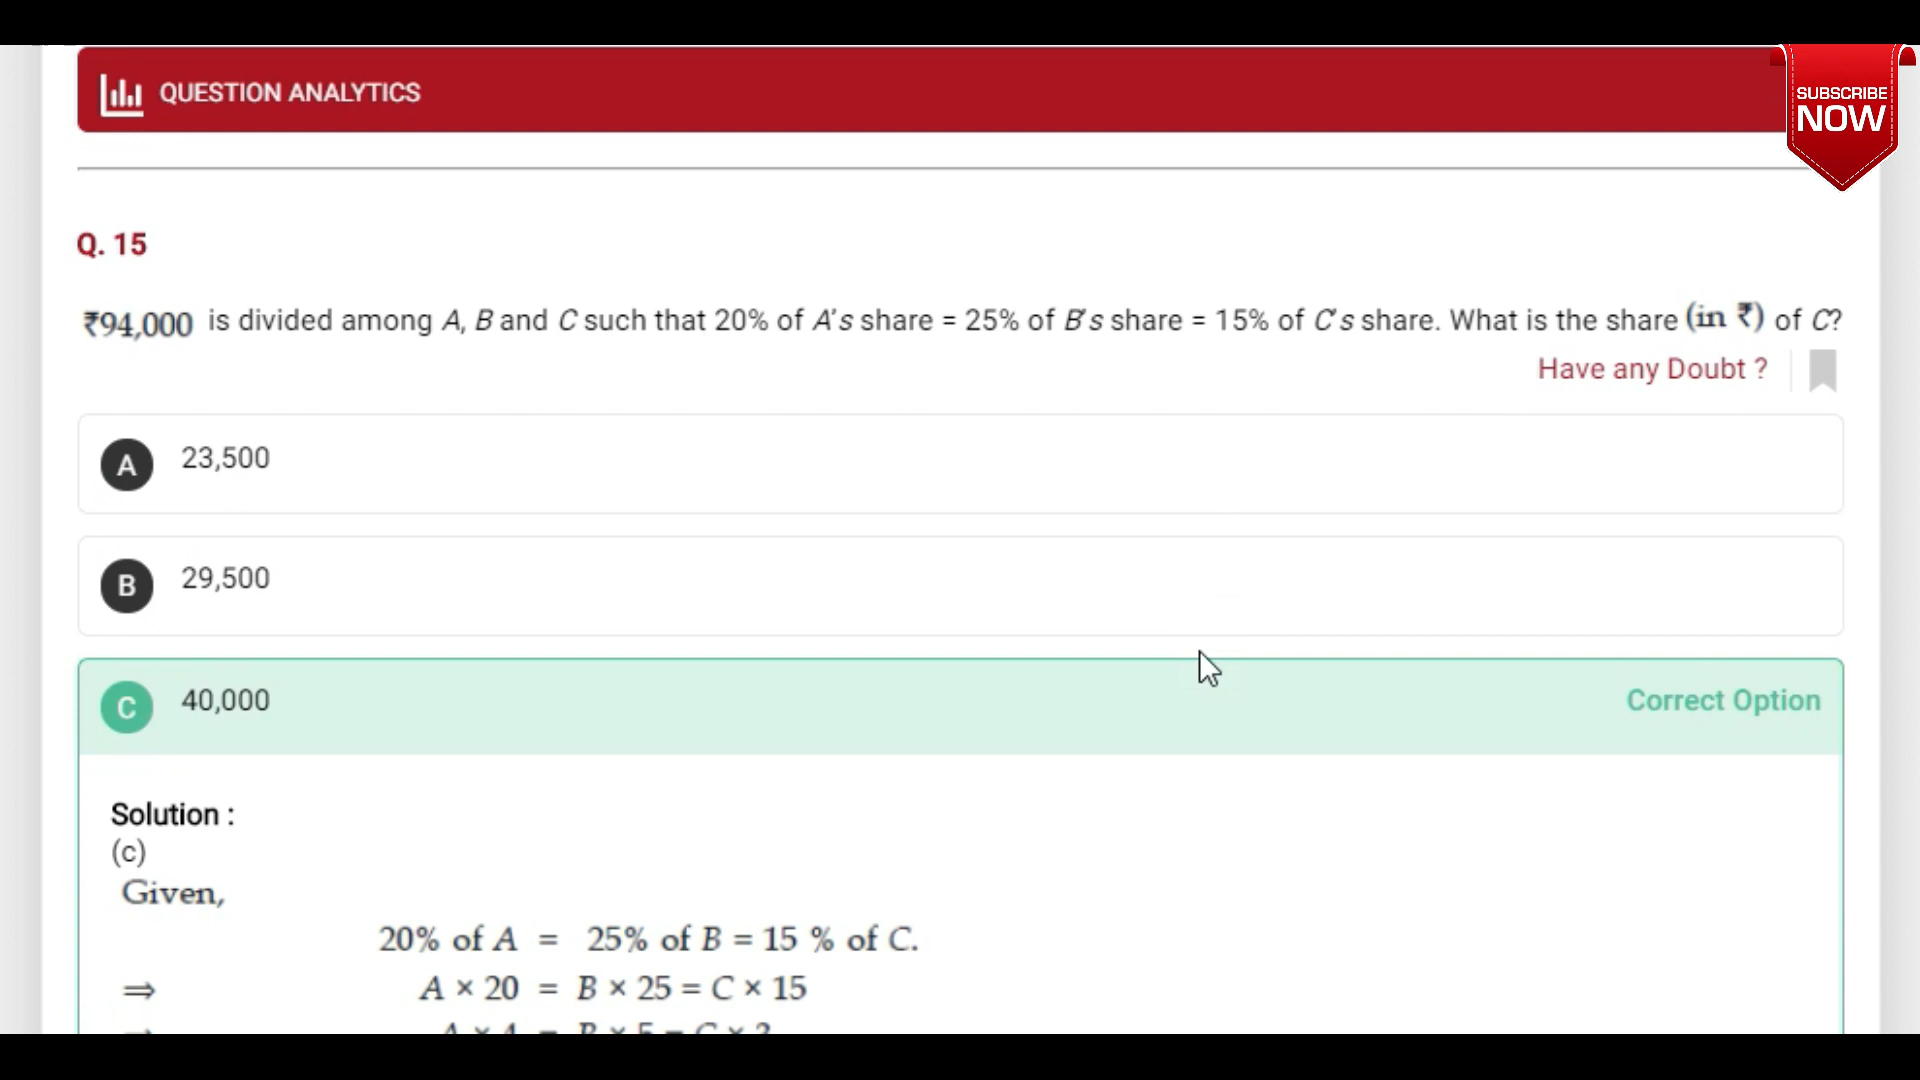 QUESTION ANALYTICS
SUBSCRIBE
NOW
Q. 15
₹94,000 is divided among A, B and C such that 20% of A's share = 25% of B's share = 15% of C's share. What is the share (in ₹) of C?
Have any Doubt ?
A 23,500
B 29,500
C 40,000 Correct Option
Solution :
(c)
Given,
20% of A = 25% of B = 15 % of C.
⇒ A × 20 = B × 25 = C × 15